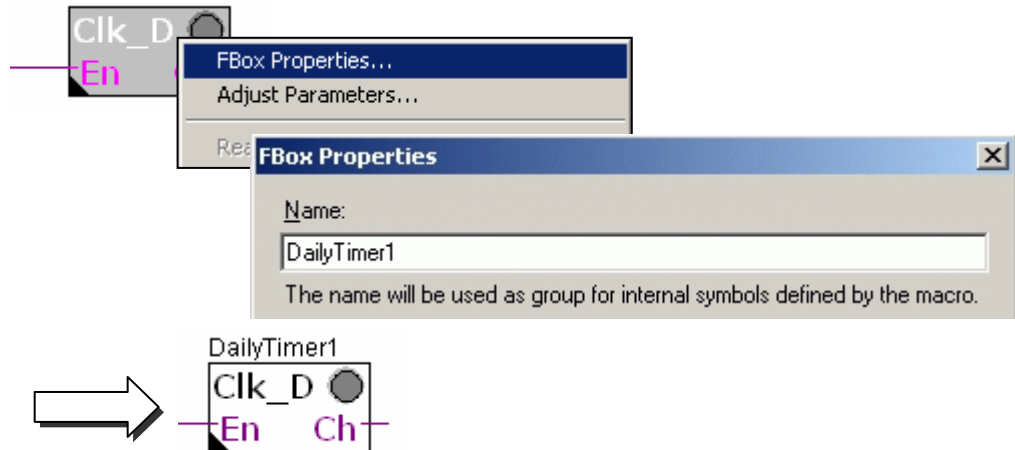 Clk_D
En
FBox Properties...
Adjust Parameters...
FBox Properties
Name:
DailyTimer1
The name will be used as group for internal symbols defined by the macro.
DailyTimer1
Clk_D
En Ch